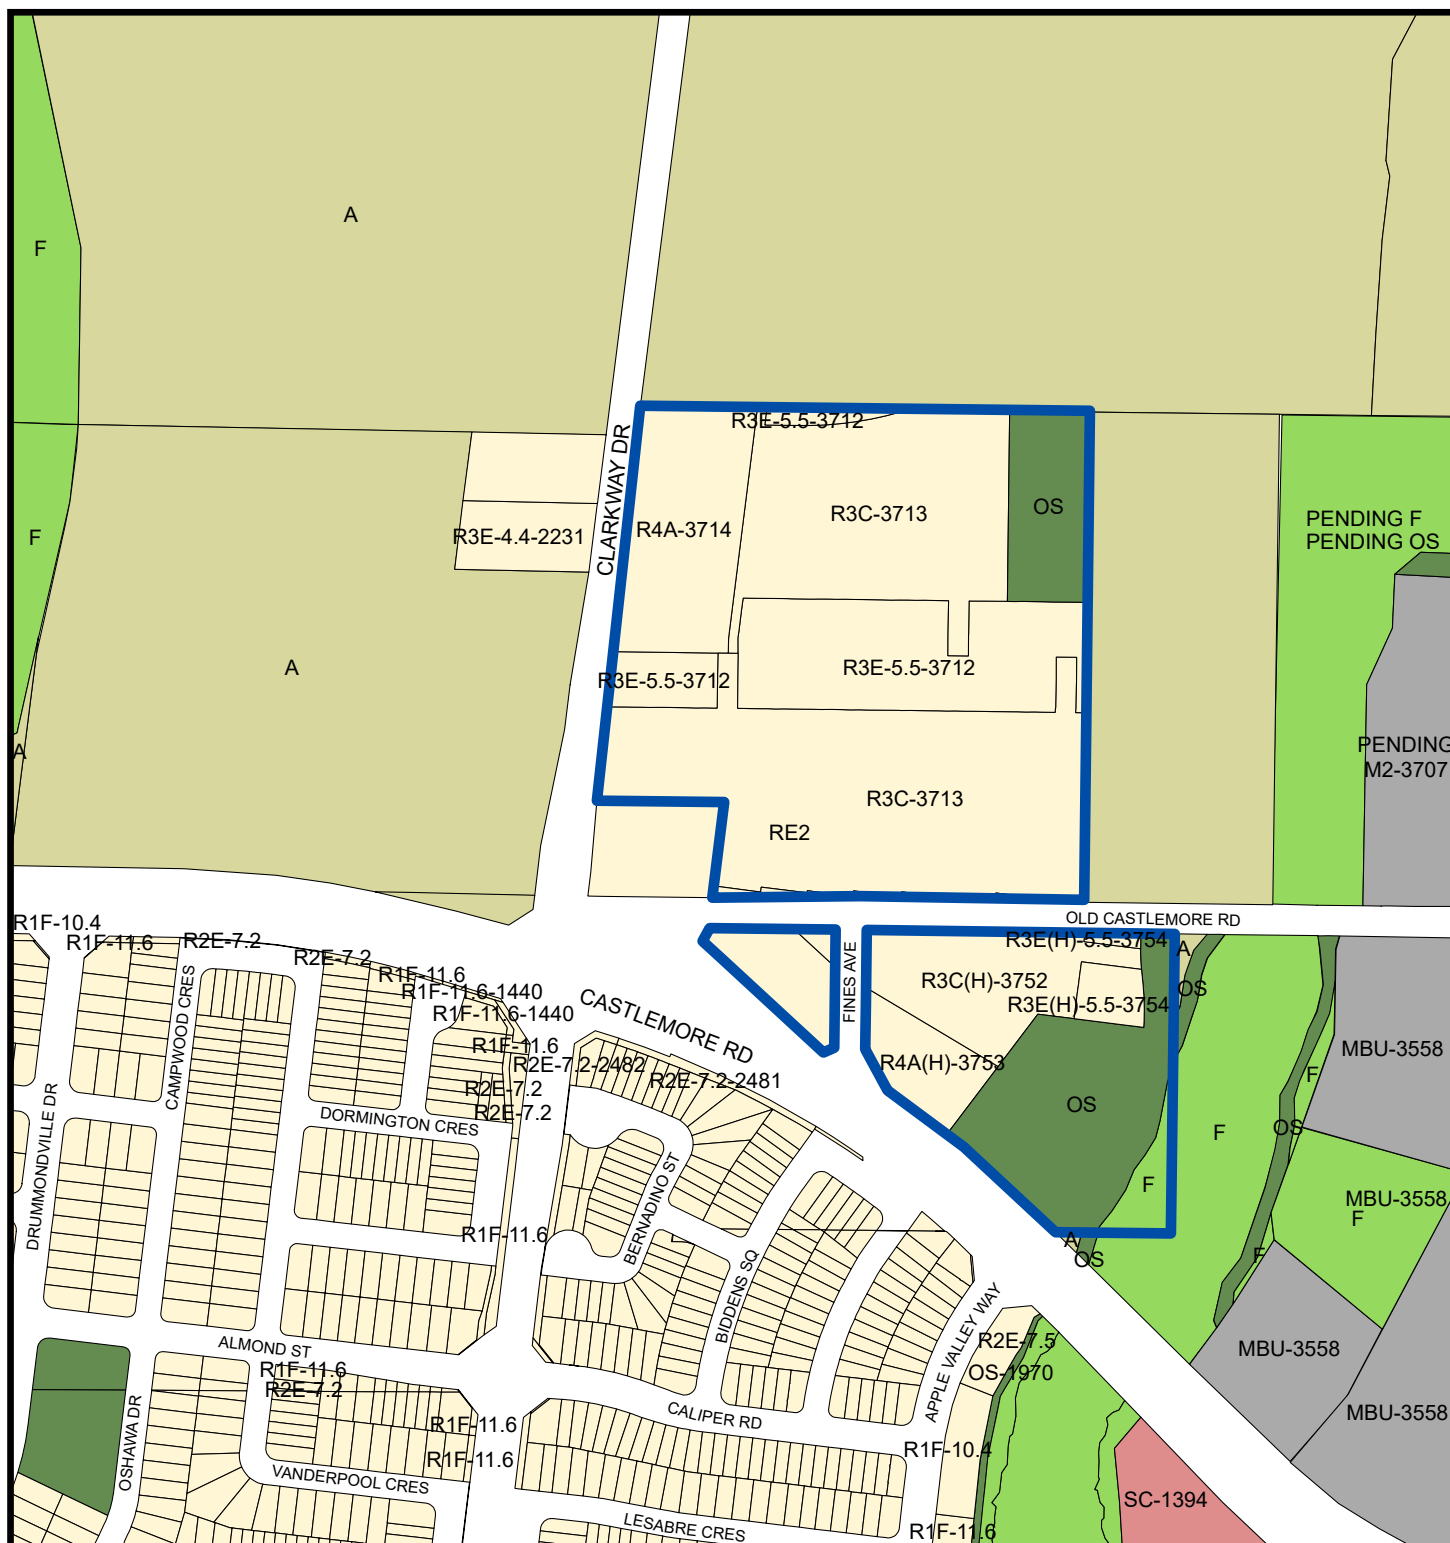 A
F
R3E-5.5-3712
CLARKWAY DR
OS
R3C-3713
PENDING F
PENDING OS
R4A-3714
R3E-4.4-2231
F
A
R3E-5.5-3712
R3E-5.5-3712
A
PENDING
M2-3707
R3C-3713
RE2
R1F-10.4
R1F-11.6
R2E-7.2
R2E-7.2
R1F-11.6
R1F-11.6-1440
R1F-11.6-1440
R1F-11.6
R2E-7.2-2482
R2E-7.2
R2E-7.2
R2E-7.2-2481
OLD CASTLEMORE RD
R3E(H)-5.5-3754
A
R3C(H)-3752
OS
R3E(H)-5.5-3754
FINES AVE
CASTLEMORE RD
R4A(H)-3753
MBU-3558
F
OS
OS
F
F
MBU-3558
F
CAMPWOOD CRES
DORMINGTON CRES
DRUMMONDVILLE DR
BERNADINO ST
R1F-11.6
A
OS
F
BIDDENS SQ
APPLE VALLEY WAY
R2E-7.5
OS-1970
MBU-3558
ALMOND ST
R1F-11.6
R2E-7.2
OSHAWA DR
R1F-11.6
CALIPER RD
MBU-3558
R1F-11.6
R1F-10.4
VANDERPOOL CRES
SC-1394
LESABRE CRES
R1F-11.6